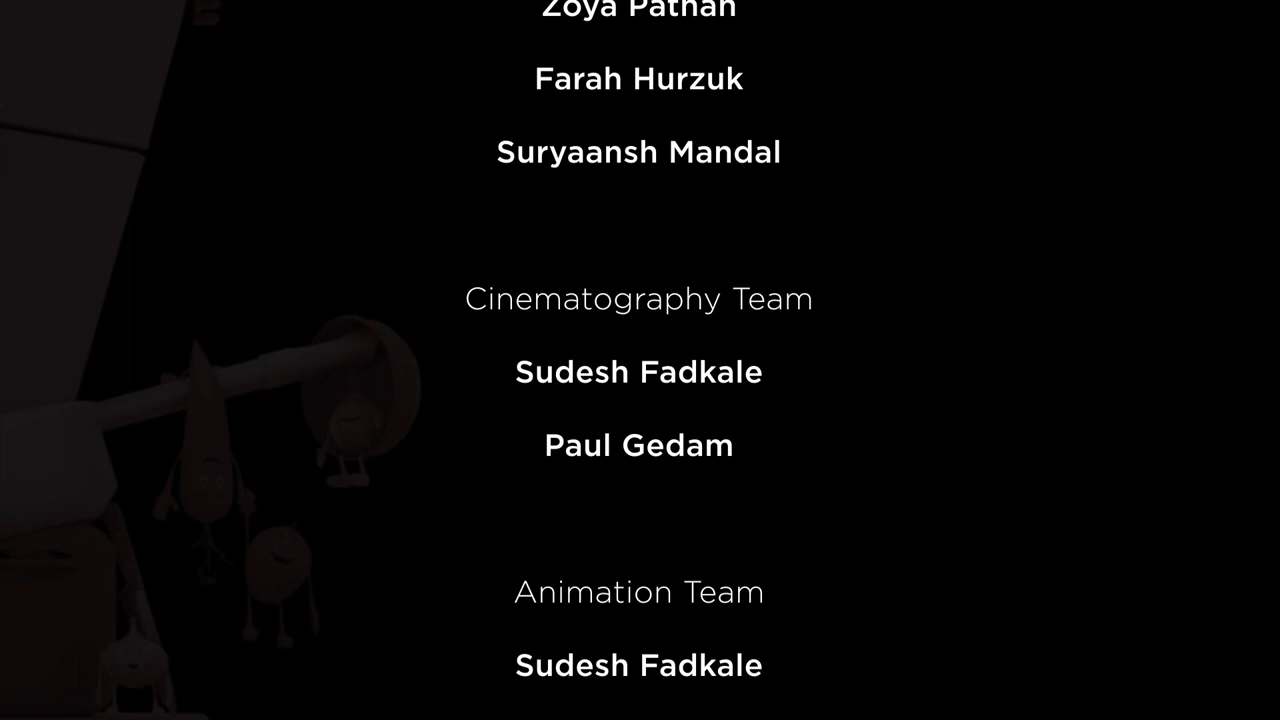 Zoya Pathan
Farah Hurzuk
Suryaansh Mandal
Cinematography Team
Sudesh Fadkale
Paul Gedam
Animation Team
Sudesh Fadkale